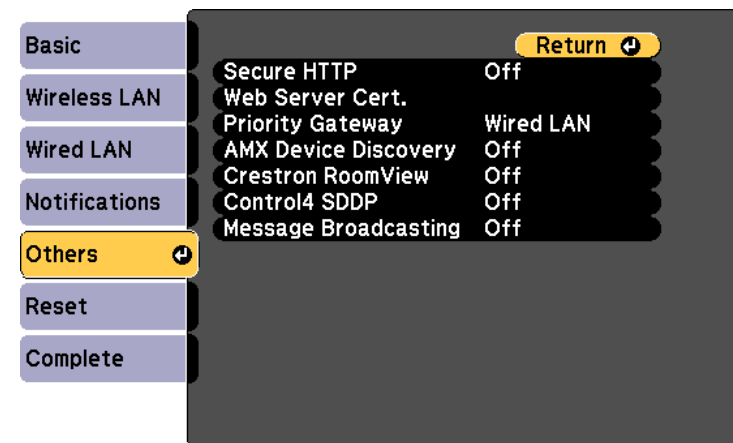 Basic
Wireless LAN
Wired LAN
Notifications
Others
Reset
Complete
Return
Secure HTTP Off
Web Server Cert.
Priority Gateway Wired LAN
AMX Device Discovery Off
Crestron RoomView Off
Control4 SDDP Off
Message Broadcasting Off